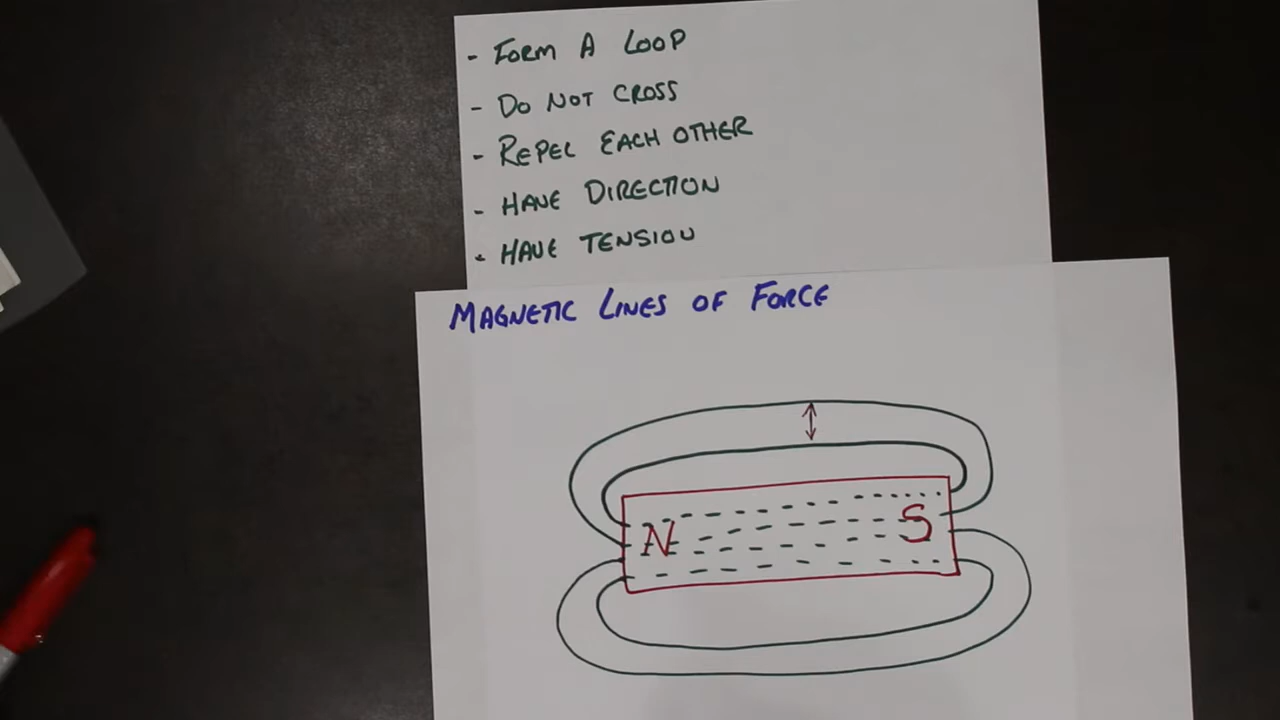 - FORM A LOOP
- DO NOT CROSS
- REPEL EACH OTHER
- HAVE DIRECTION
- HAVE TENSION
MAGNETIC LINES OF FORCE
N S